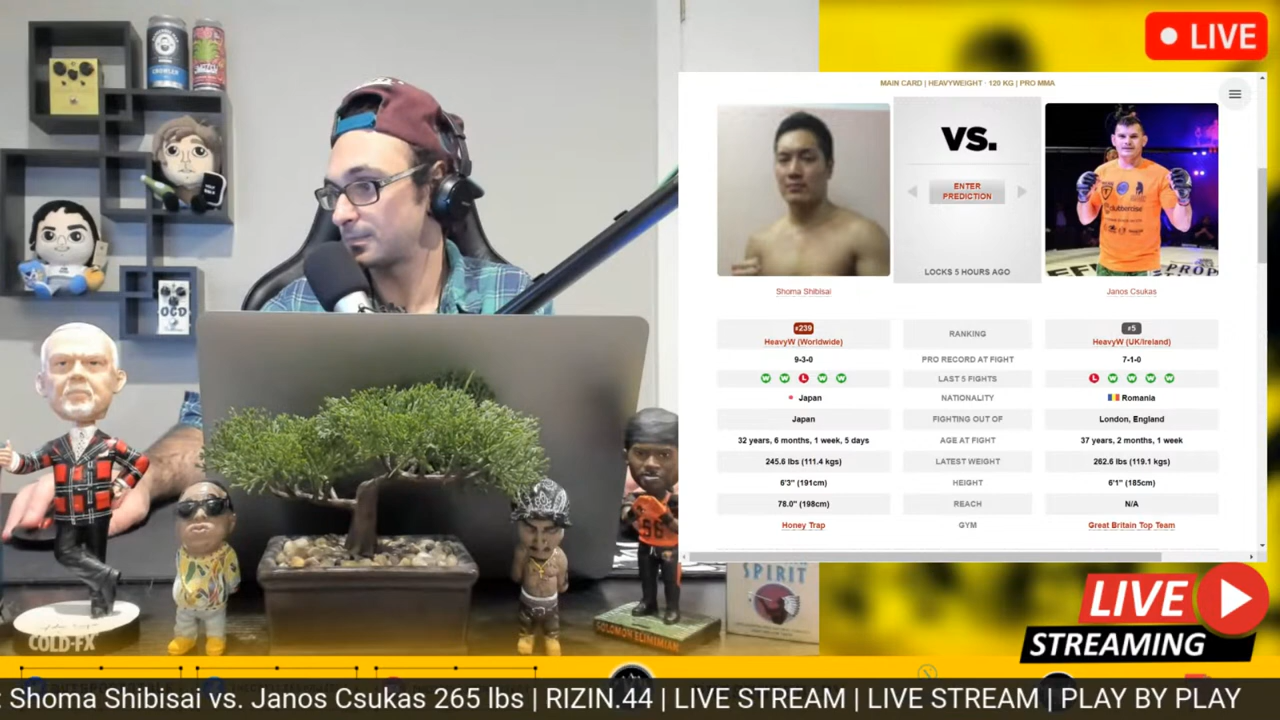 LIVE
MAIN CARD | HEAVYWEIGHT · 120 KG | PRO MMA
VS.
ENTER
PREDICTION
LOCKS 5 HOURS AGO
Shoma Shibisai
Janos Csukas
#239
HeavyW (Worldwide)
RANKING
#5
HeavyW (UK/Ireland)
9-3-0
PRO RECORD AT FIGHT
7-1-0
W W L W W
LAST 5 FIGHTS
L W W W W
Japan
NATIONALITY
Romania
Japan
FIGHTING OUT OF
London, England
32 years, 6 months, 1 week, 5 days
AGE AT FIGHT
37 years, 2 months, 1 week
245.6 lbs (111.4 kgs)
LATEST WEIGHT
262.6 lbs (119.1 kgs)
6'3" (191cm)
HEIGHT
6'1" (185cm)
78.0" (198cm)
REACH
N/A
Honey Trap
GYM
Great Britain Top Team
OCD
COLD-FX
SOLOMON ELIMIMIAN
SPIRIT
LIVE
STREAMING
: Shoma Shibisai vs. Janos Csukas 265 lbs | RIZIN.44 | LIVE STREAM | LIVE STREAM | PLAY BY PLAY